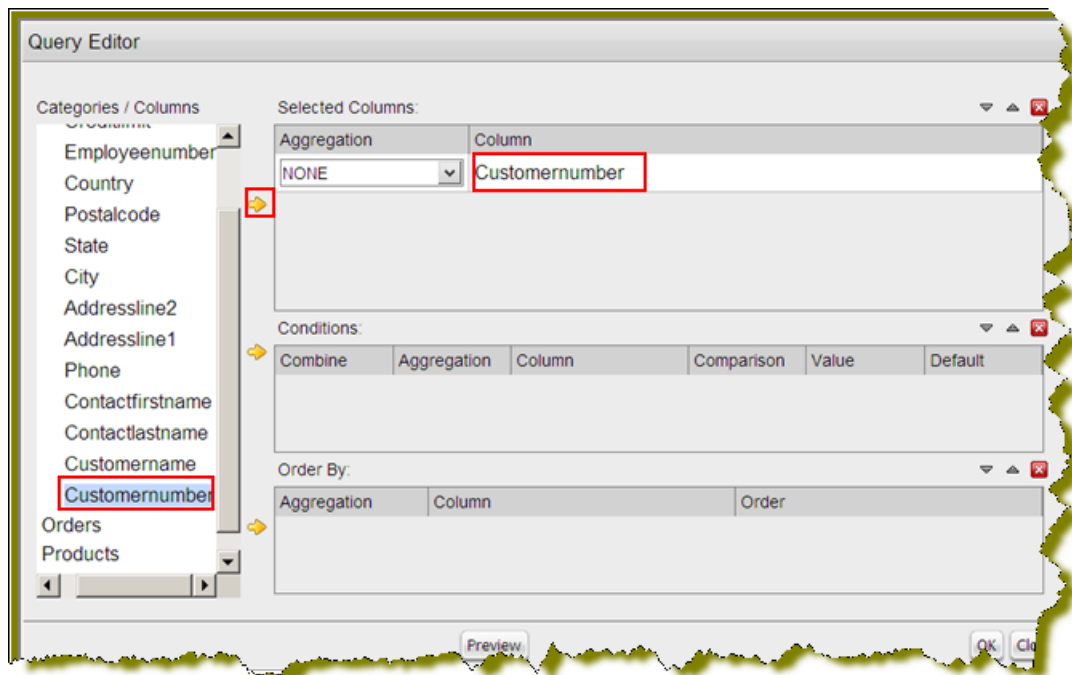 Query Editor
Categories / Columns
Employeenumber
Country
Postalcode
State
City
Addressline2
Addressline1
Phone
Contactfirstname
Contactlastname
Customername
Customernumber
Orders
Products
Selected Columns:
Aggregation Column
NONE Customernumber
Conditions:
Combine Aggregation Column Comparison Value Default
Order By:
Aggregation Column Order
Preview OK